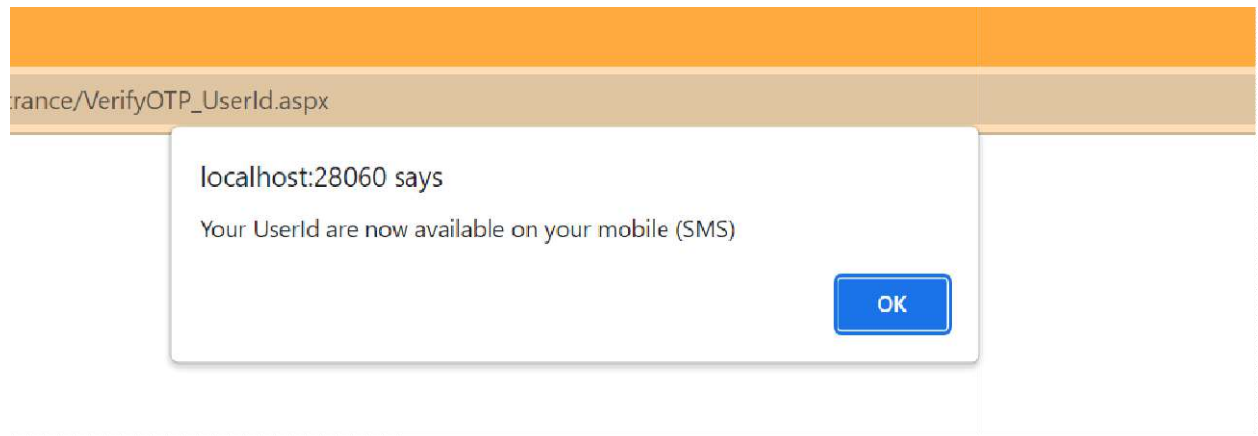 trance/VerifyOTP_UserId.aspx
localhost:28060 says
Your UserId are now available on your mobile (SMS)
OK